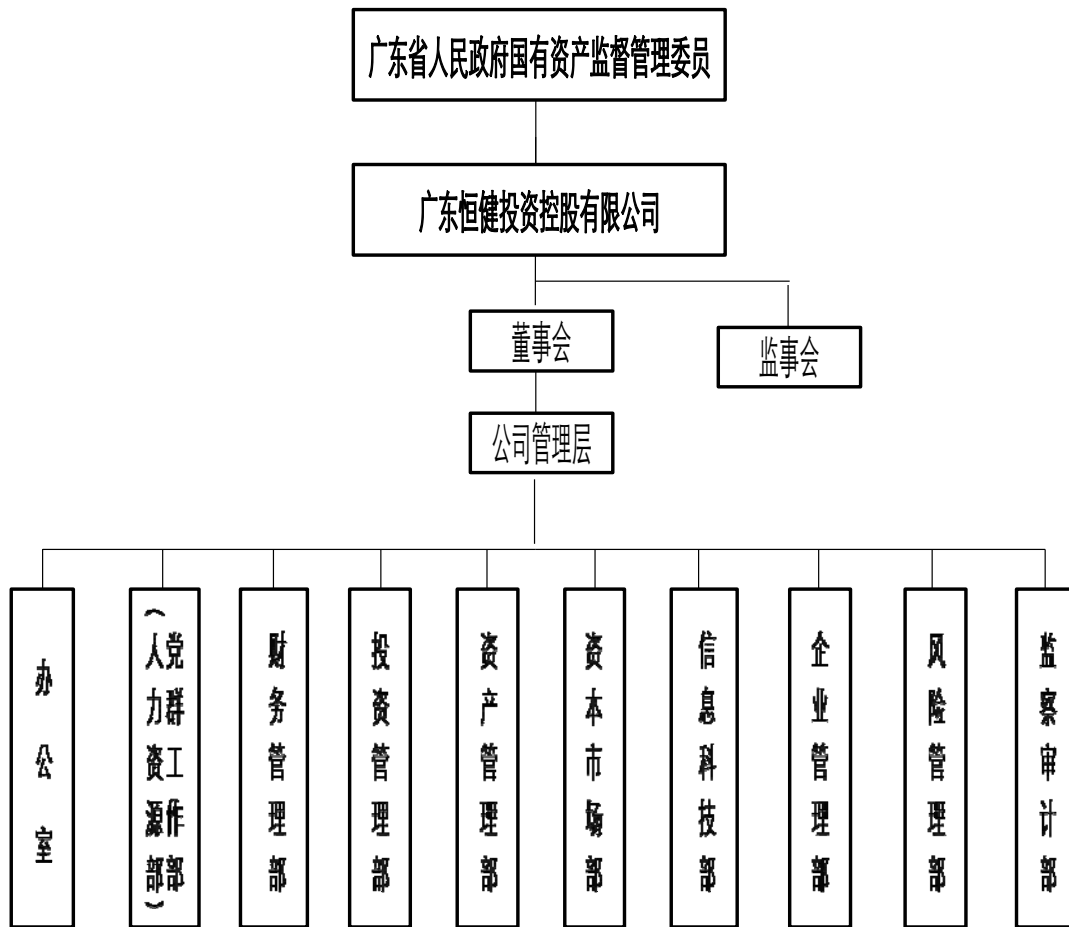 广东省人民政府国有资产监督管理委员
广东恒健投资控股有限公司
董事会
监事会
公司管理层
办公室
党群工作部
（人力资源部）
财务管理部
投资管理部
资产管理部
资本市场部
信息科技部
企业管理部
风险管理部
监察审计部